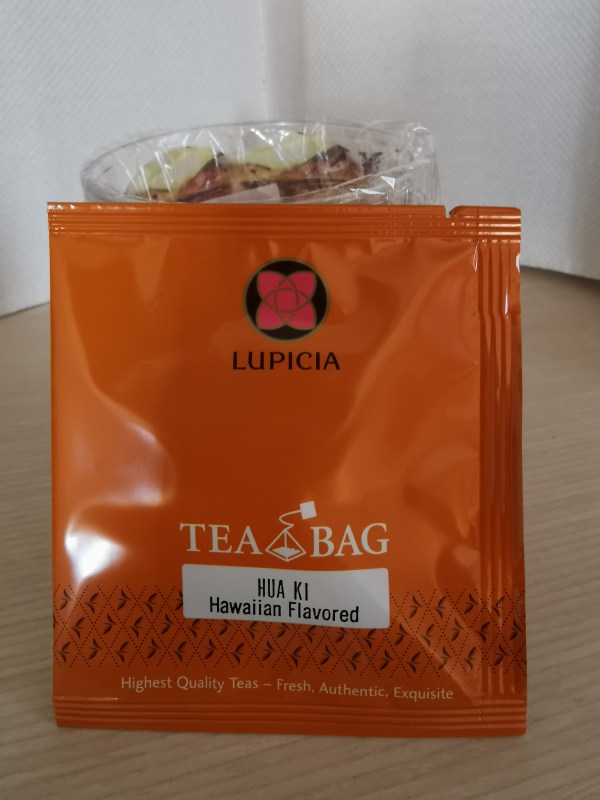 LUPICIA
TEA BAG
HUA KI
Hawaiian Flavored
Highest Quality Teas – Fresh, Authentic, Exquisite